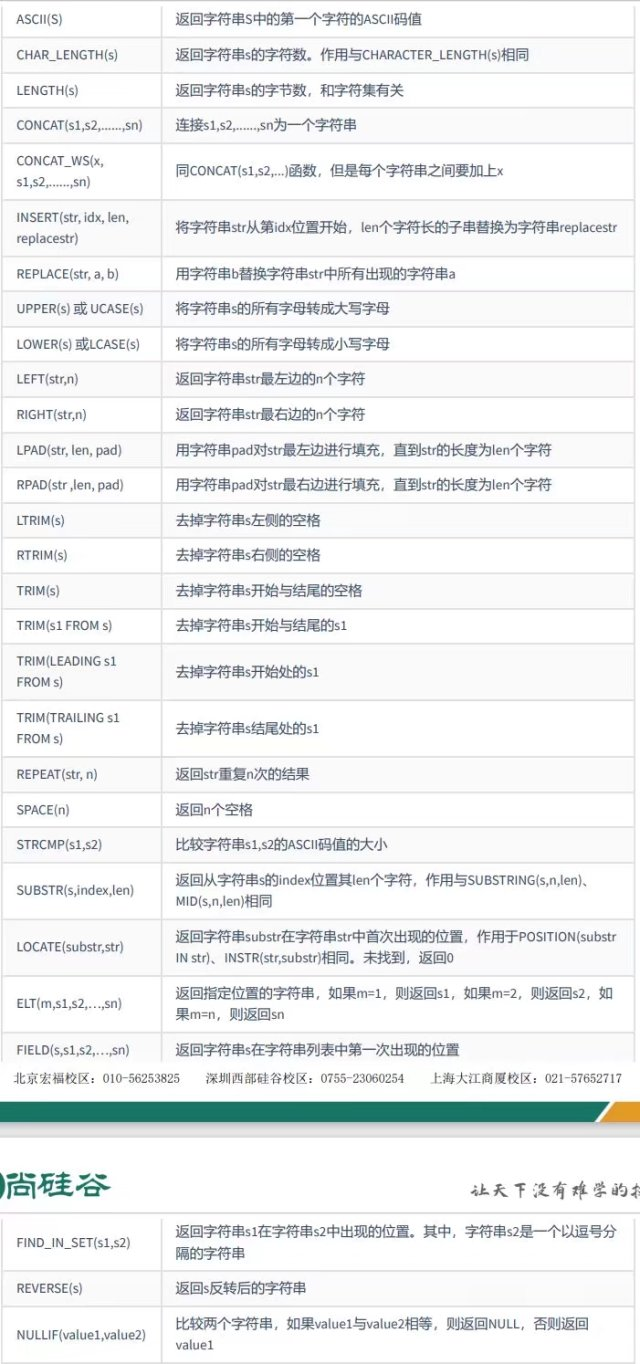 ASCII(S) 返回字符串S中的第一个字符的ASCII码值
CHAR_LENGTH(s) 返回字符串s的字符数。作用与CHARACTER_LENGTH(s)相同
LENGTH(s) 返回字符串s的字节数，和字符集有关
CONCAT(s1,s2,......,sn) 连接s1,s2,......,sn为一个字符串
CONCAT_WS(x,
s1,s2,......,sn)
同CONCAT(s1,s2,...)函数，但是每个字符串之间要加上x
INSERT(str, idx, len,
replacestr)
将字符串str从第idx位置开始，len个字符长的子串替换为字符串replacestr
REPLACE(str, a, b) 用字符串b替换字符串str中所有出现的字符串a
UPPER(s) 或 UCASE(s) 将字符串s的所有字母转成大写字母
LOWER(s) 或LCASE(s) 将字符串s的所有字母转成小写字母
LEFT(str,n) 返回字符串str最左边的n个字符
RIGHT(str,n) 返回字符串str最右边的n个字符
LPAD(str, len, pad) 用字符串pad对str最左边进行填充，直到str的长度为len个字符
RPAD(str ,len, pad) 用字符串pad对str最右边进行填充，直到str的长度为len个字符
LTRIM(s) 去掉字符串s左侧的空格
RTRIM(s) 去掉字符串s右侧的空格
TRIM(s) 去掉字符串s开始与结尾的空格
TRIM(s1 FROM s) 去掉字符串s开始与结尾的s1
TRIM(LEADING s1
FROM s)
去掉字符串s开始处的s1
TRIM(TRAILING s1
FROM s)
去掉字符串s结尾处的s1
REPEAT(str, n) 返回str重复n次的结果
SPACE(n) 返回n个空格
STRCMP(s1,s2) 比较字符串s1,s2的ASCII码值的大小
SUBSTR(s,index,len)
返回从字符串s的index位置其len个字符，作用与SUBSTRING(s,n,len)、
MID(s,n,len)相同
LOCATE(substr,str)
返回字符串substr在字符串str中首次出现的位置，作用于POSITION(substr
IN str)、INSTR(str,substr)相同。未找到，返回0
ELT(m,s1,s2,…,sn)
返回指定位置的字符串，如果m=1，则返回s1，如果m=2，则返回s2，如
果m=n，则返回sn
FIELD(s,s1,s2,…,sn) 返回字符串s在字符串列表中第一次出现的位置
北京宏福校区：010-56253825 深圳西部硅谷校区：0755-23060254 上海大江商厦校区：021-57652717
尚硅谷 让天下没有难学的技
FIND_IN_SET(s1,s2)
返回字符串s1在字符串s2中出现的位置。其中，字符串s2是一个以逗号分
隔的字符串
REVERSE(s) 返回s反转后的字符串
NULLIF(value1,value2)
比较两个字符串，如果value1与value2相等，则返回NULL，否则返回
value1